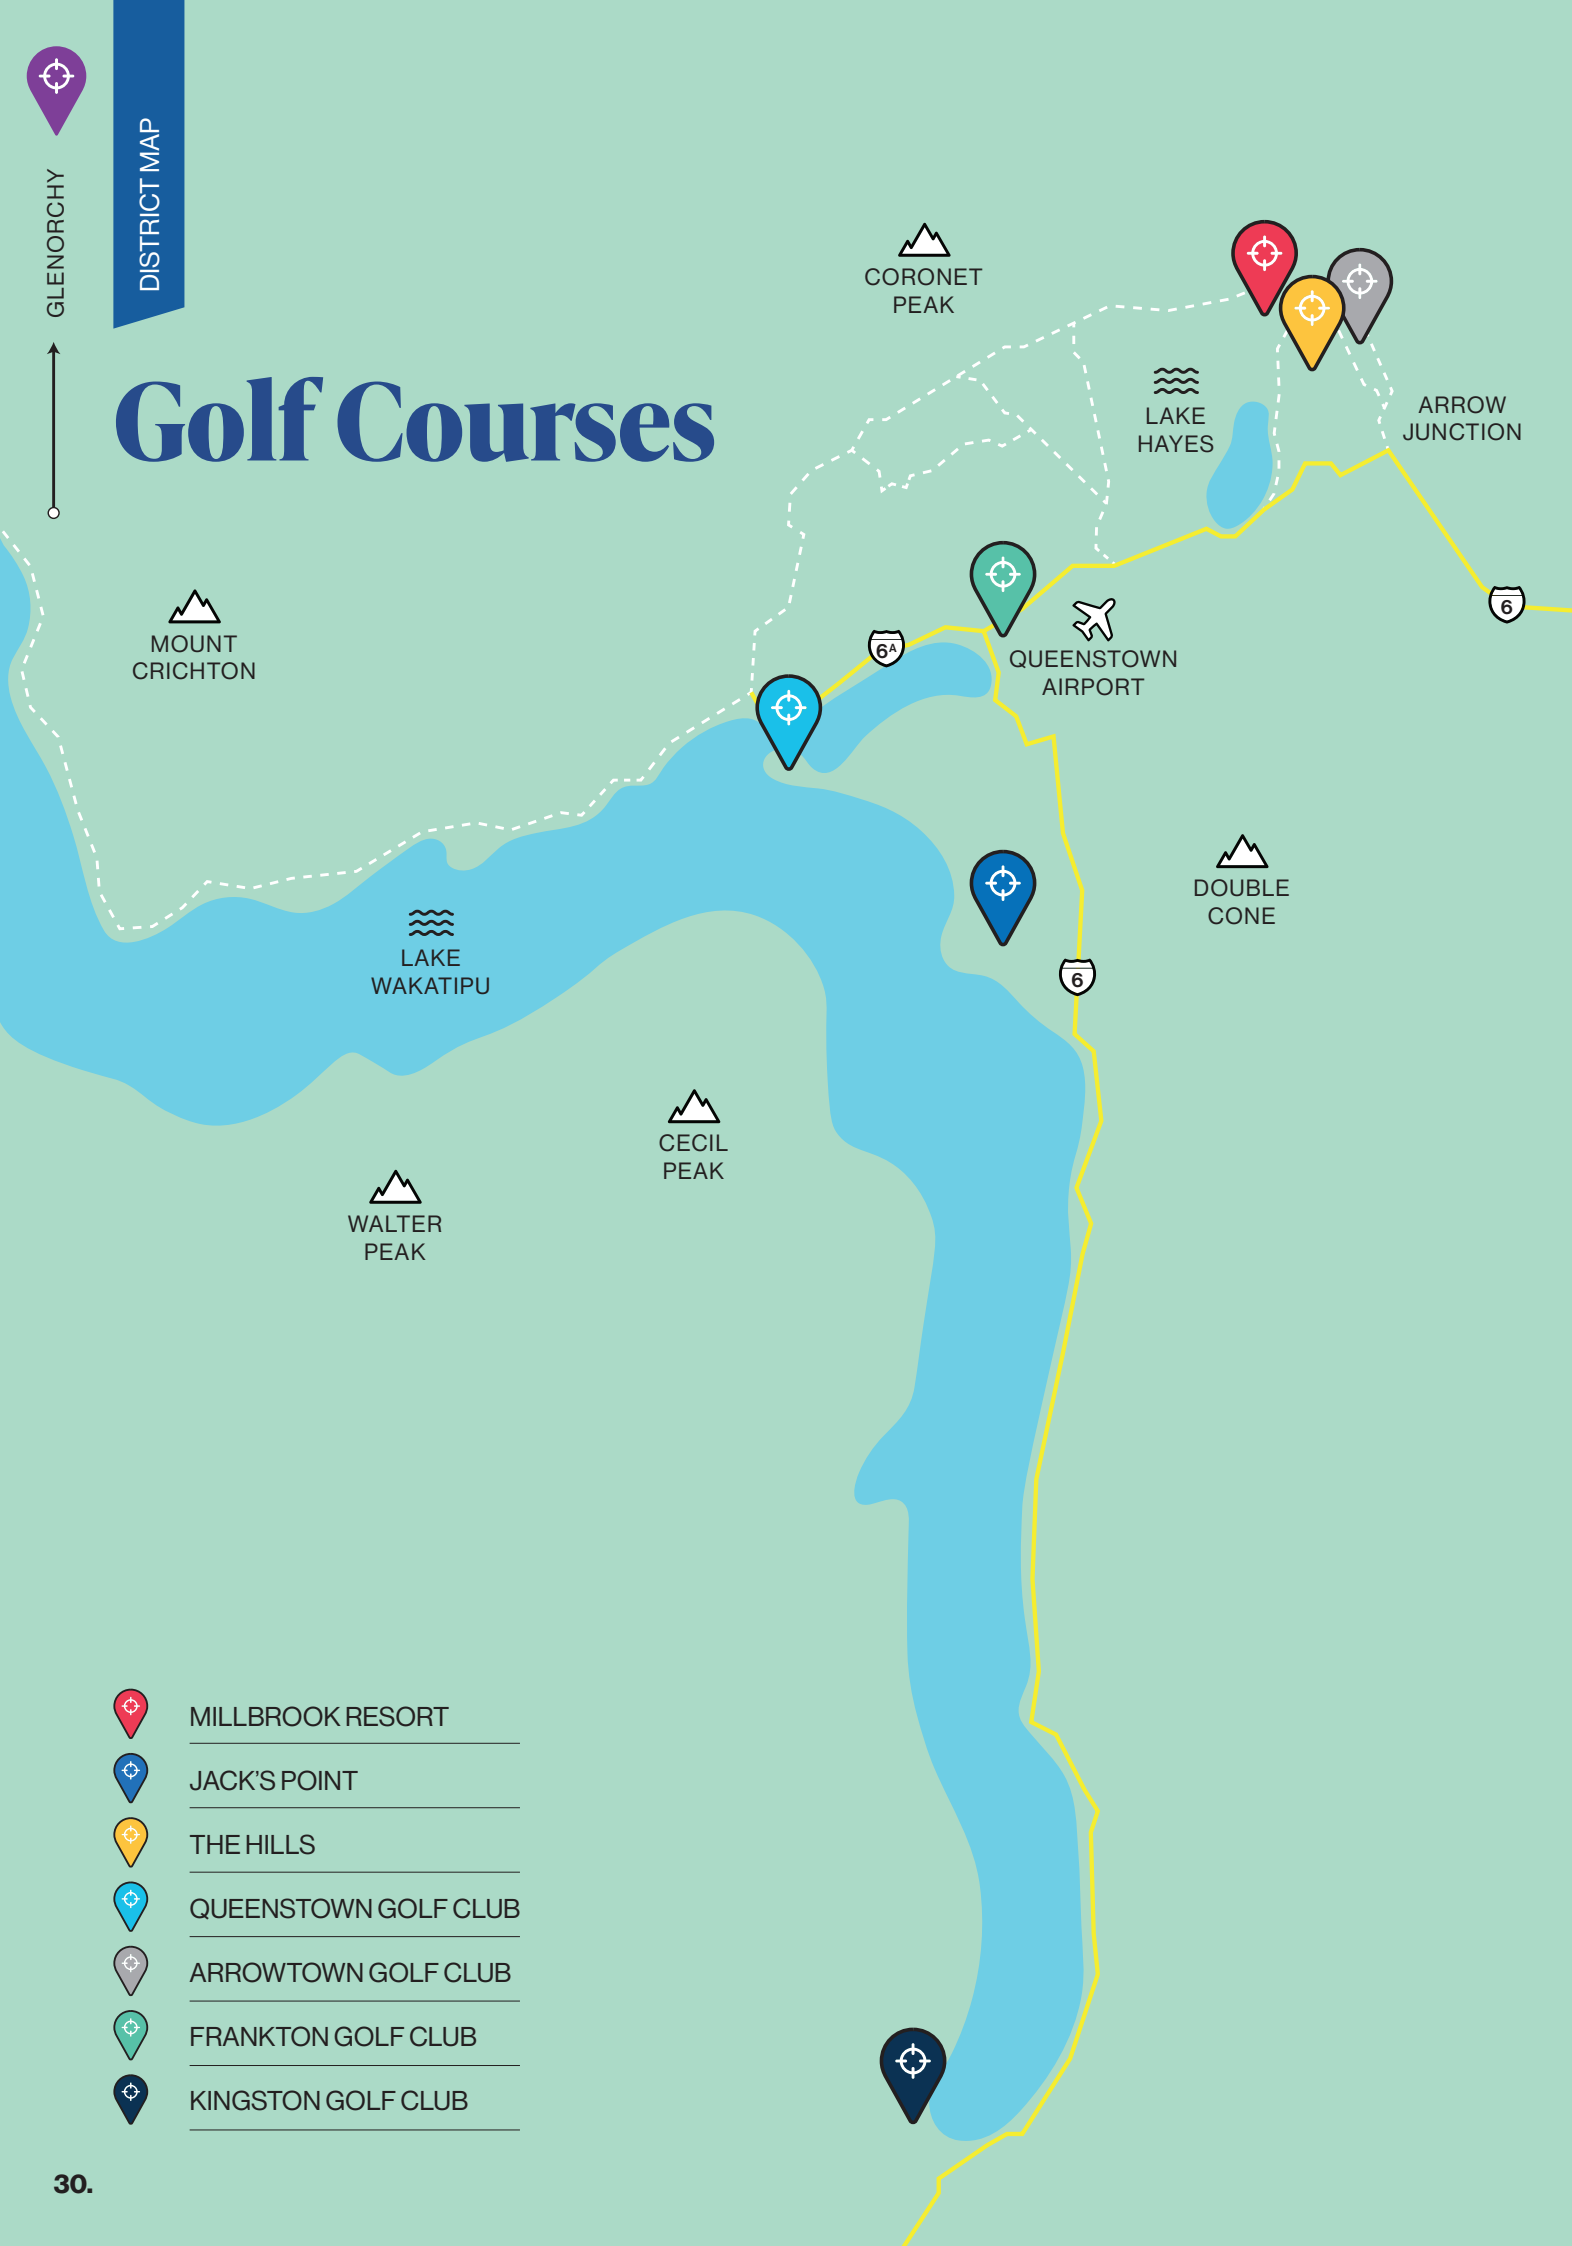 DISTRICT MAP
GLENORCHY
Golf Courses
CORONET
PEAK
LAKE
HAYES
ARROW
JUNCTION
6
MOUNT
CRICHTON
6A
QUEENSTOWN
AIRPORT
DOUBLE
CONE
LAKE
WAKATIPU
6
CECIL
PEAK
WALTER
PEAK
MILLBROOK RESORT
JACK'S POINT
THE HILLS
QUEENSTOWN GOLF CLUB
ARROWTOWN GOLF CLUB
FRANKTON GOLF CLUB
KINGSTON GOLF CLUB
30.